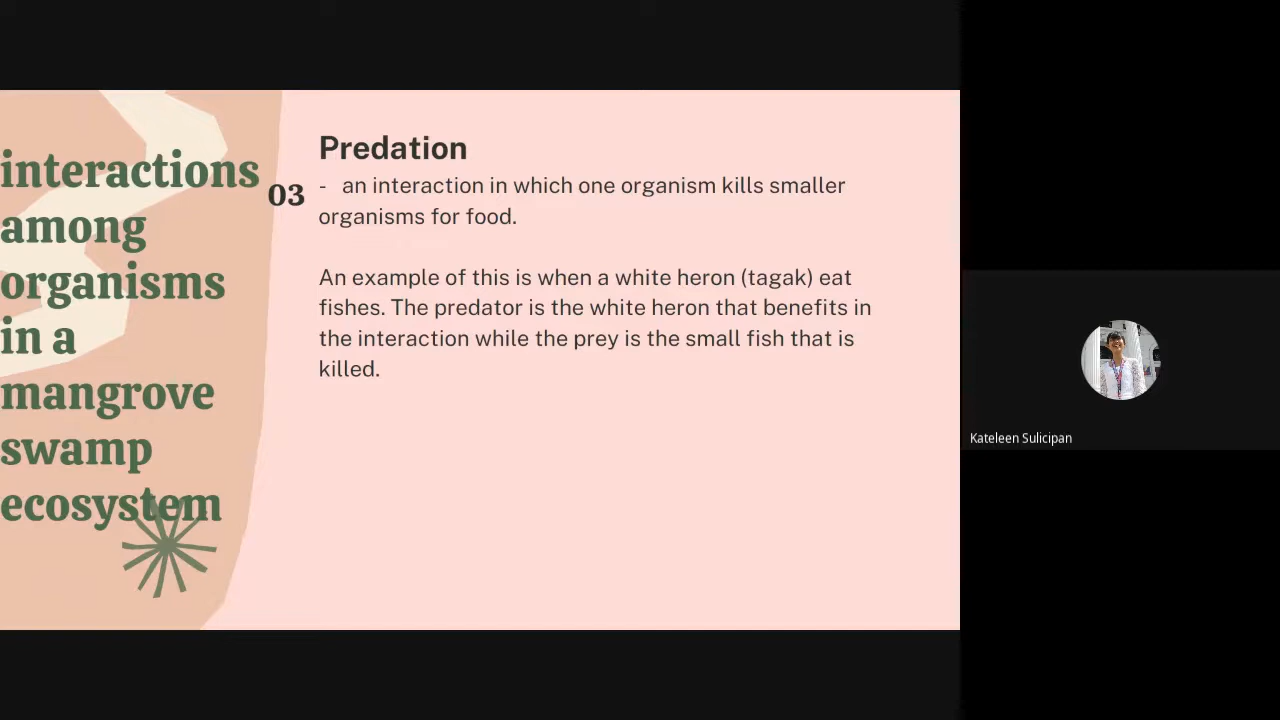 interactions
among
organisms
in a
mangrove
swamp
ecosystem
03
Predation
- an interaction in which one organism kills smaller
organisms for food.
An example of this is when a white heron (tagak) eat
fishes. The predator is the white heron that benefits in
the interaction while the prey is the small fish that is
killed.
Kateleen Sulicipan